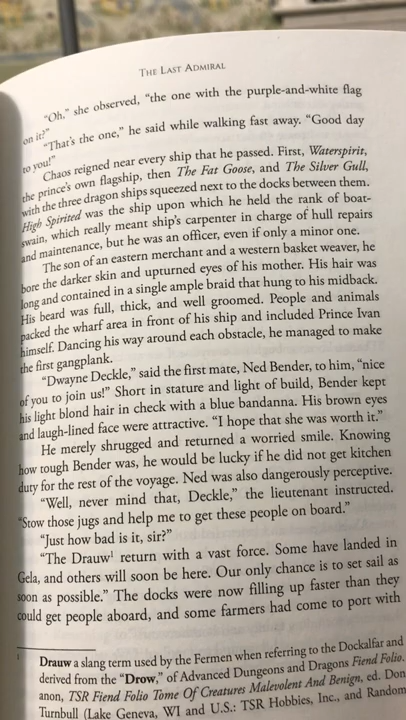 THE LAST ADMIRAL
"Oh," she observed, "the one with the purple-and-white flag
on it?"
"That's the one," he said while walking fast away. "Good day
to you!"
Chaos reigned near every ship that he passed. First, Waterspirit,
the prince's own flagship, then The Fat Goose, and The Silver Gull,
with the three dragon ships squeezed next to the docks between them.
High Spirited was the ship upon which he held the rank of boat-
swain, which really meant ship's carpenter in charge of hull repairs
and maintenance, but he was an officer, even if only a minor one.
The son of an eastern merchant and a western basket weaver, he
bore the darker skin and upturned eyes of his mother. His hair was
long and contained in a single ample braid that hung to his midback.
His beard was full, thick, and well groomed. People and animals
packed the wharf area in front of his ship and included Prince Ivan
himself. Dancing his way around each obstacle, he managed to make
the first gangplank.
"Dwayne Deckle," said the first mate, Ned Bender, to him, "nice
of you to join us!" Short in stature and light of build, Bender kept
his light blond hair in check with a blue bandanna. His brown eyes
and laugh-lined face were attractive. "I hope that she was worth it."
He merely shrugged and returned a worried smile. Knowing
how tough Bender was, he would be lucky if he did not get kitchen
duty for the rest of the voyage. Ned was also dangerously perceptive.
"Well, never mind that, Deckle," the lieutenant instructed.
"Stow those jugs and help me to get these people on board."
"Just how bad is it, sir?"
"The Drauw¹ return with a vast force. Some have landed in
Gela, and others will soon be here. Our only chance is to set sail as
soon as possible." The docks were now filling up faster than they
could get people aboard, and some farmers had come to port with
Drauw a slang term used by the Fermen when referring to the Dockalfar and
derived from the "Drow," of Advanced Dungeons and Dragons Fiend Folio.
anon, TSR Fiend Folio Tome Of Creatures Malevolent And Benign, ed. Don
Turnbull (Lake Geneva, WI and U.S.: TSR Hobbies, Inc., and Random